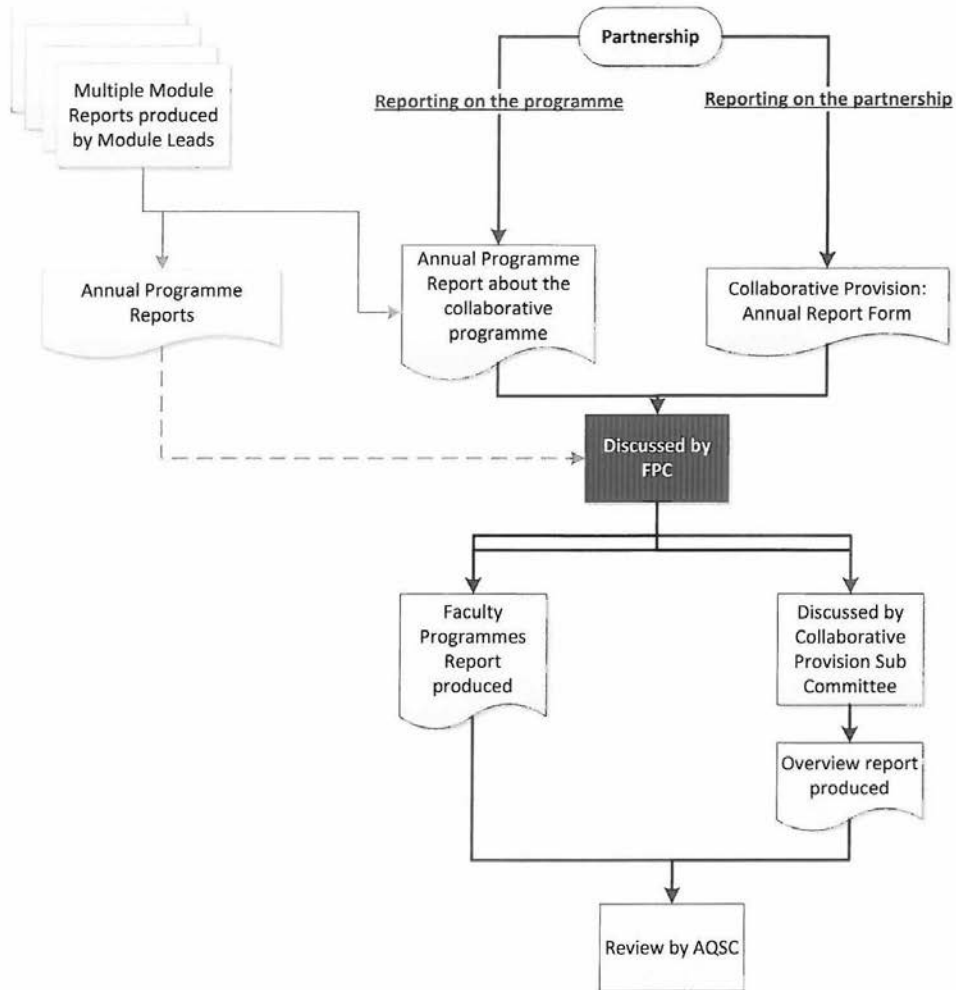 Partnership
Multiple Module
Reports produced
by Module Leads
Reporting on the programme
Reporting on the partnership
Annual Programme
Reports
Annual Programme
Report about the
collaborative
programme
Collaborative Provision:
Annual Report Form
Discussed by
FPC
Faculty
Programmes
Report
produced
Discussed by
Collaborative
Provision Sub
Committee
Overview report
produced
Review by AQSC